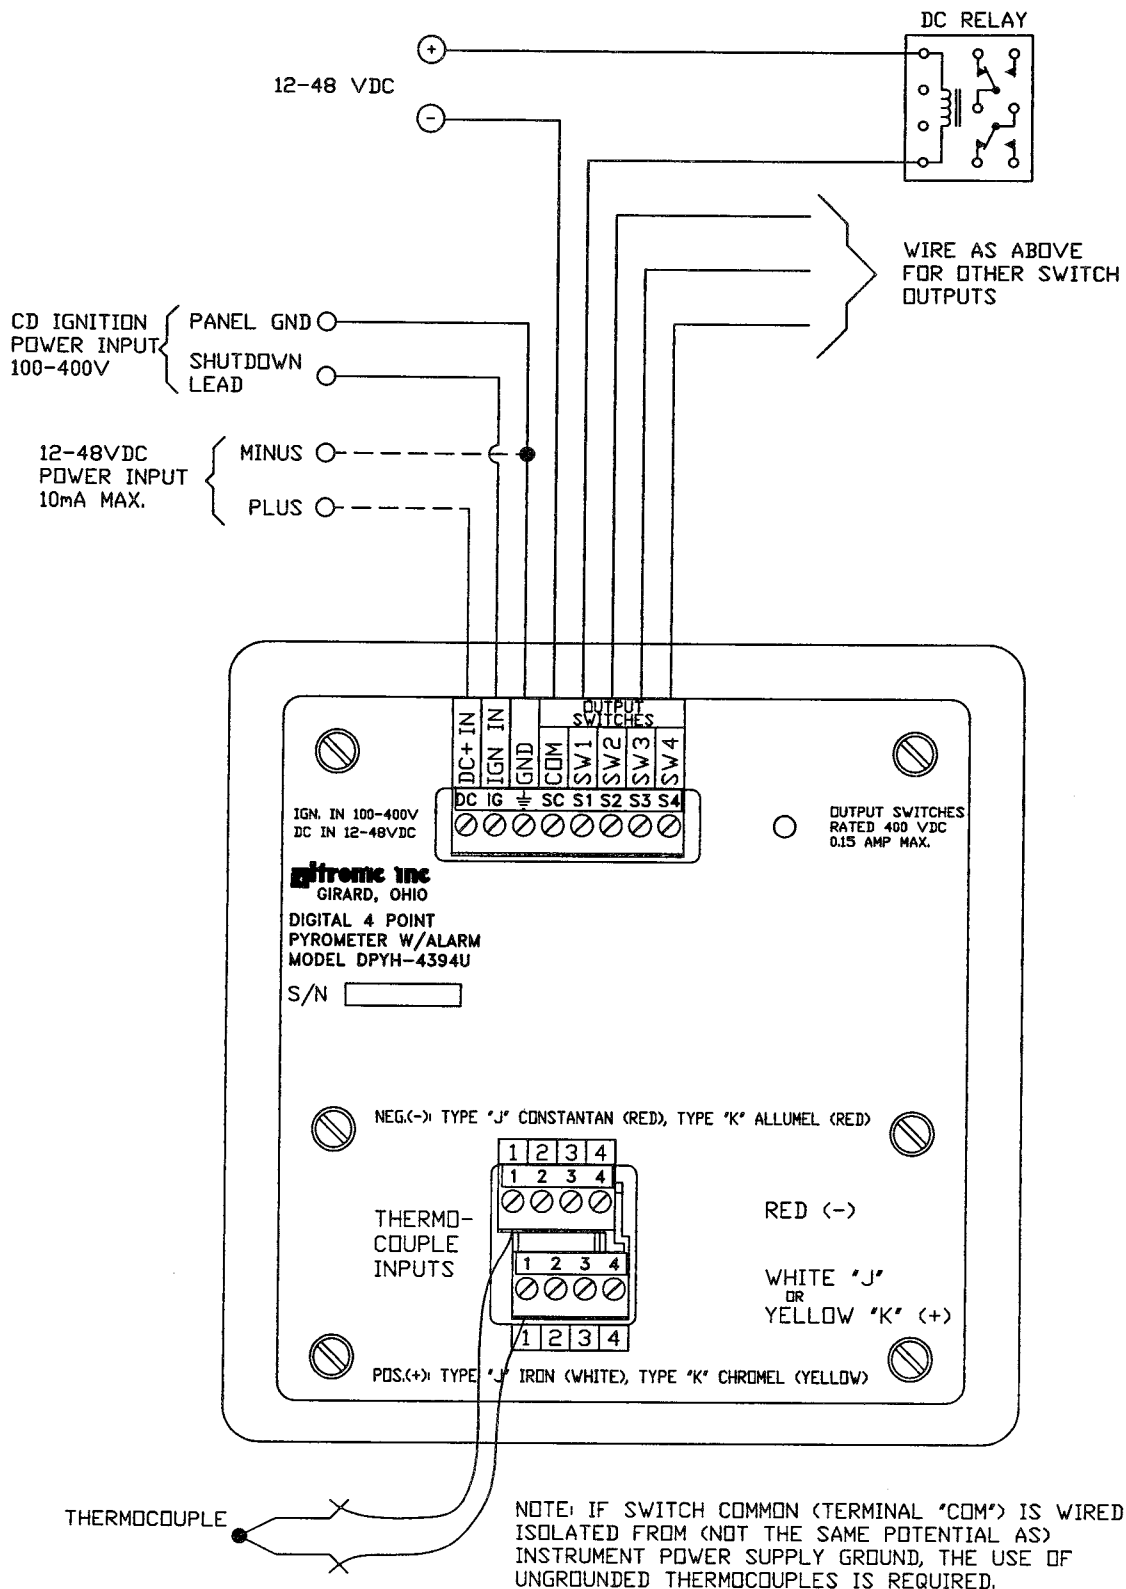 DC RELAY
+
12-48 VDC
-
WIRE AS ABOVE
FOR OTHER SWITCH
OUTPUTS
CD IGNITION
POWER INPUT
100-400V
PANEL GND
SHUTDOWN
LEAD
12-48VDC
POWER INPUT
10mA MAX.
MINUS
PLUS
OUTPUT
SWITCHES
DC+ IN
IGN IN
GND
COM
SW1
SW2
SW3
SW4
DC IG SC S1 S2 S3 S4
IGN. IN 100-400V
DC IN 12-48VDC
OUTPUT SWITCHES
RATED 400 VDC
0.15 AMP MAX.
altronic inc
GIRARD, OHIO
DIGITAL 4 POINT
PYROMETER W/ALARM
MODEL DPYH-4394U
S/N
NEG.(-): TYPE "J" CONSTANTAN (RED), TYPE "K" ALLUMEL (RED)
1 2 3 4
1 2 3 4
THERMO-
COUPLE
INPUTS
RED (-)
1 2 3 4
WHITE "J"
OR
YELLOW "K" (+)
1 2 3 4
POS.(+): TYPE "J" IRON (WHITE), TYPE "K" CHROMEL (YELLOW)
THERMOCOUPLE
NOTE: IF SWITCH COMMON (TERMINAL "COM") IS WIRED
ISOLATED FROM (NOT THE SAME POTENTIAL AS)
INSTRUMENT POWER SUPPLY GROUND, THE USE OF
UNGROUNDED THERMOCOUPLES IS REQUIRED.